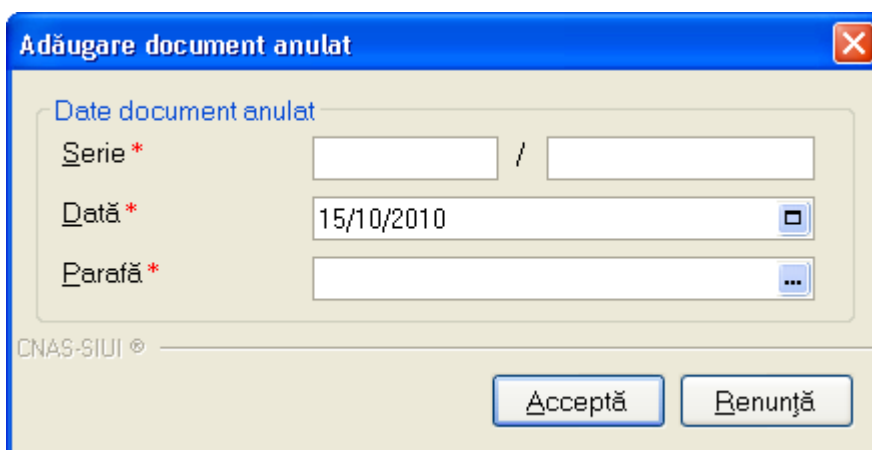 Adăugare document anulat
Date document anulat
Serie * /
Dată * 15/10/2010
Parafă * ...
CNAS-SIUI ®
Acceptă Renunţă